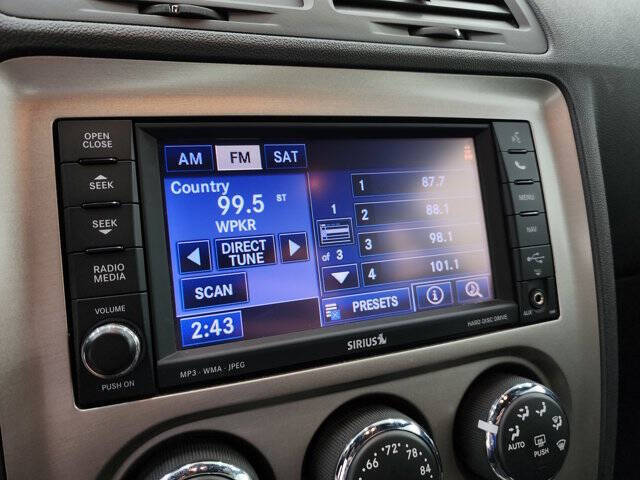 OPEN
CLOSE
SEEK
SEEK
RADIO
MEDIA
VOLUME
PUSH ON
AM FM SAT
Country
99.5 ST
WPKR
DIRECT
TUNE
SCAN
2:43
1
of 3
1 87.7
2 88.1
3 98.1
4 101.1
PRESETS
MENU
NAV
AUX
MP3 · WMA · JPEG
SIRIUS
HARD DISC DRIVE
66 72 78 84
AUTO
PUSH